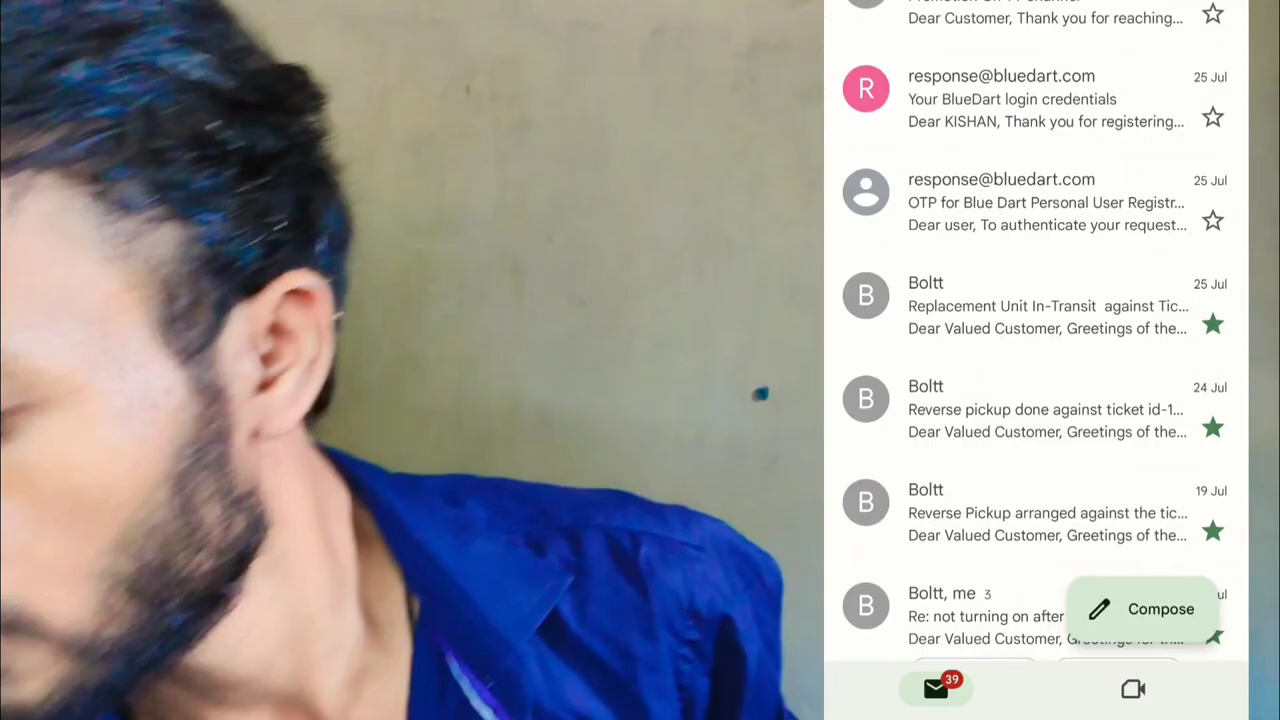 Dear Customer, Thank you for reaching...
R
response@bluedart.com
25 Jul
Your BlueDart login credentials
Dear KISHAN, Thank you for registering...
response@bluedart.com
25 Jul
OTP for Blue Dart Personal User Registr...
Dear user, To authenticate your request...
B
Boltt
25 Jul
Replacement Unit In-Transit against Tic...
Dear Valued Customer, Greetings of the...
B
Boltt
24 Jul
Reverse pickup done against ticket id-1...
Dear Valued Customer, Greetings of the...
B
Boltt
19 Jul
Reverse Pickup arranged against the tic...
Dear Valued Customer, Greetings of the...
B
Boltt, me 3
Re: not turning on after
Compose
Dear Valued Customer,
39